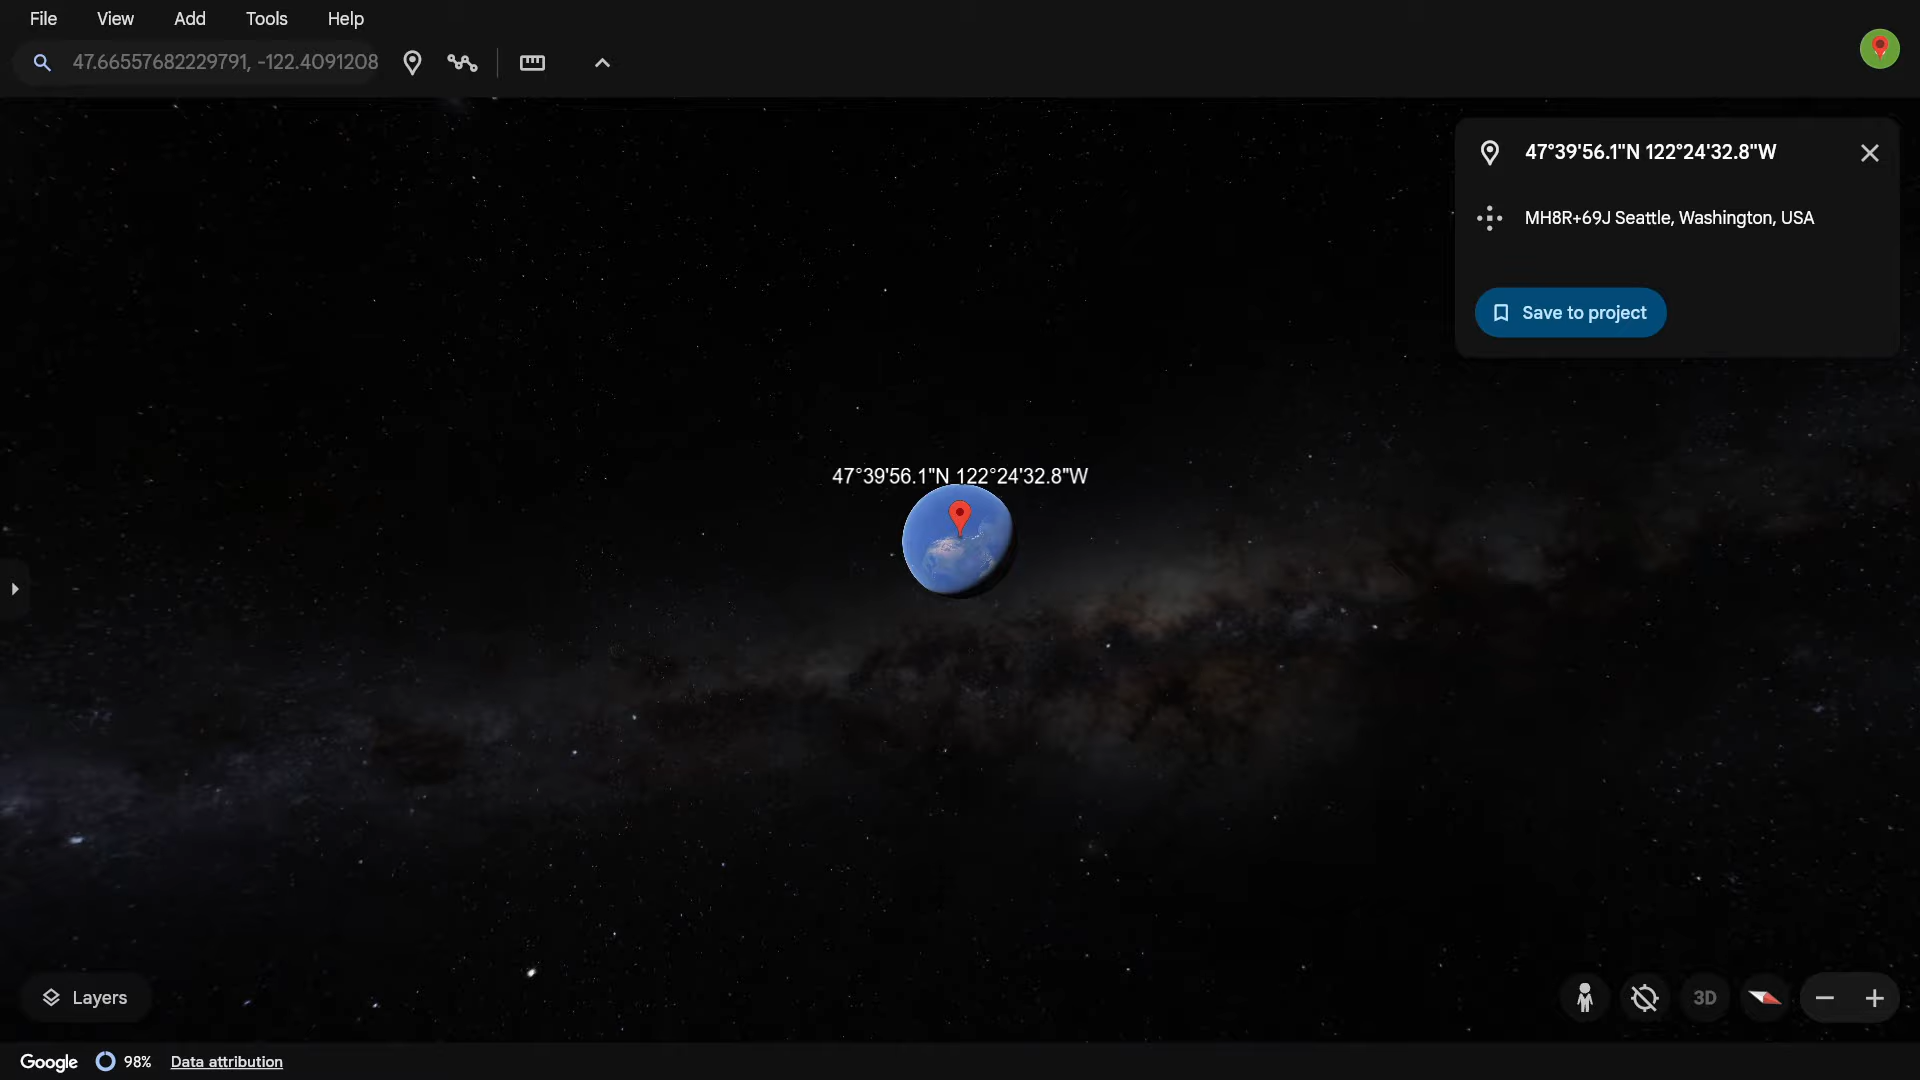 File View Add Tools Help
47.66557682229791, -122.4091208
47°39'56.1"N 122°24'32.8"W
MH8R+69J Seattle, Washington, USA
Save to project
47°39'56.1"N 122°24'32.8"W
Layers
3D
Google 98% Data attribution